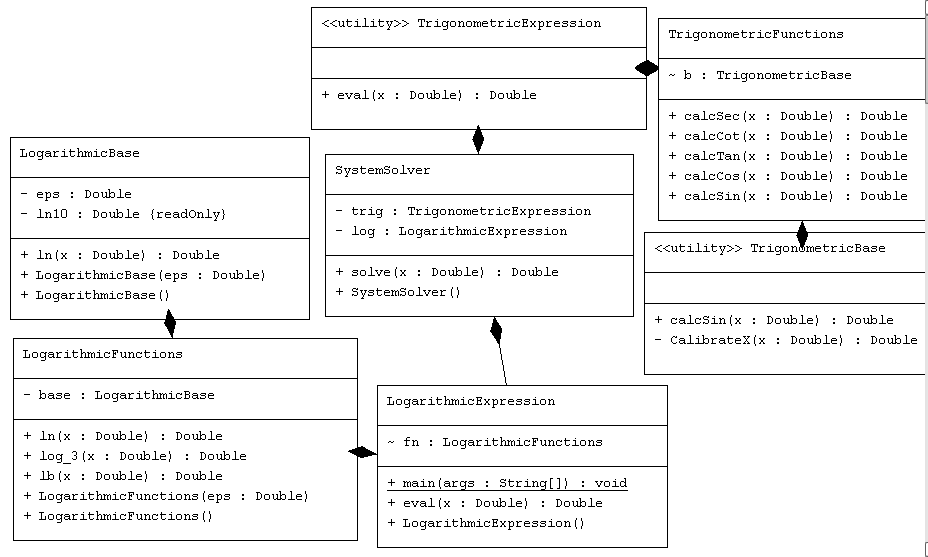 <<utility>> TrigonometricExpression
+ eval(x : Double) : Double
TrigonometricFunctions
~ b : TrigonometricBase
+ calcSec(x : Double) : Double
+ calcCot(x : Double) : Double
+ calcTan(x : Double) : Double
+ calcCos(x : Double) : Double
+ calcSin(x : Double) : Double
LogarithmicBase
- eps : Double
- ln10 : Double {readOnly}
+ ln(x : Double) : Double
+ LogarithmicBase(eps : Double)
+ LogarithmicBase()
SystemSolver
- trig : TrigonometricExpression
- log : LogarithmicExpression
+ solve(x : Double) : Double
+ SystemSolver()
<<utility>> TrigonometricBase
+ calcSin(x : Double) : Double
- CalibrateX(x : Double) : Double
LogarithmicFunctions
- base : LogarithmicBase
+ ln(x : Double) : Double
+ log_3(x : Double) : Double
+ lb(x : Double) : Double
+ LogarithmicFunctions(eps : Double)
+ LogarithmicFunctions()
LogarithmicExpression
~ fn : LogarithmicFunctions
+ main(args : String[]) : void
+ eval(x : Double) : Double
+ LogarithmicExpression()